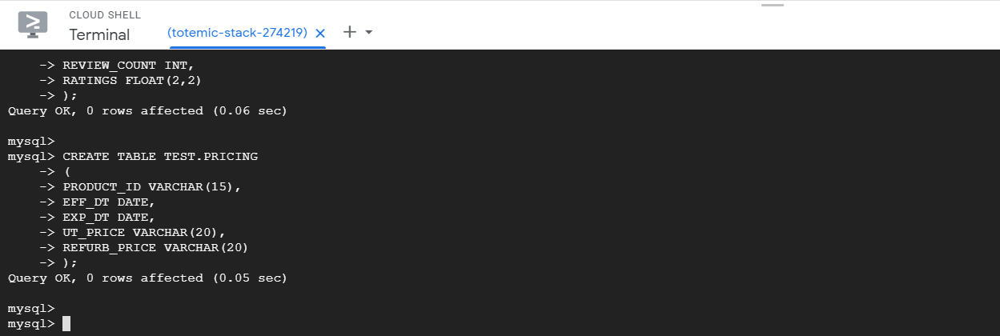 CLOUD SHELL
Terminal
(totemic-stack-274219)
    -> REVIEW_COUNT INT,
    -> RATINGS FLOAT(2,2)
    -> );
Query OK, 0 rows affected (0.06 sec)

mysql>
mysql> CREATE TABLE TEST.PRICING
    -> (
    -> PRODUCT_ID VARCHAR(15),
    -> EFF_DT DATE,
    -> EXP_DT DATE,
    -> UT_PRICE VARCHAR(20),
    -> REFURB_PRICE VARCHAR(20)
    -> );
Query OK, 0 rows affected (0.05 sec)

mysql>
mysql>